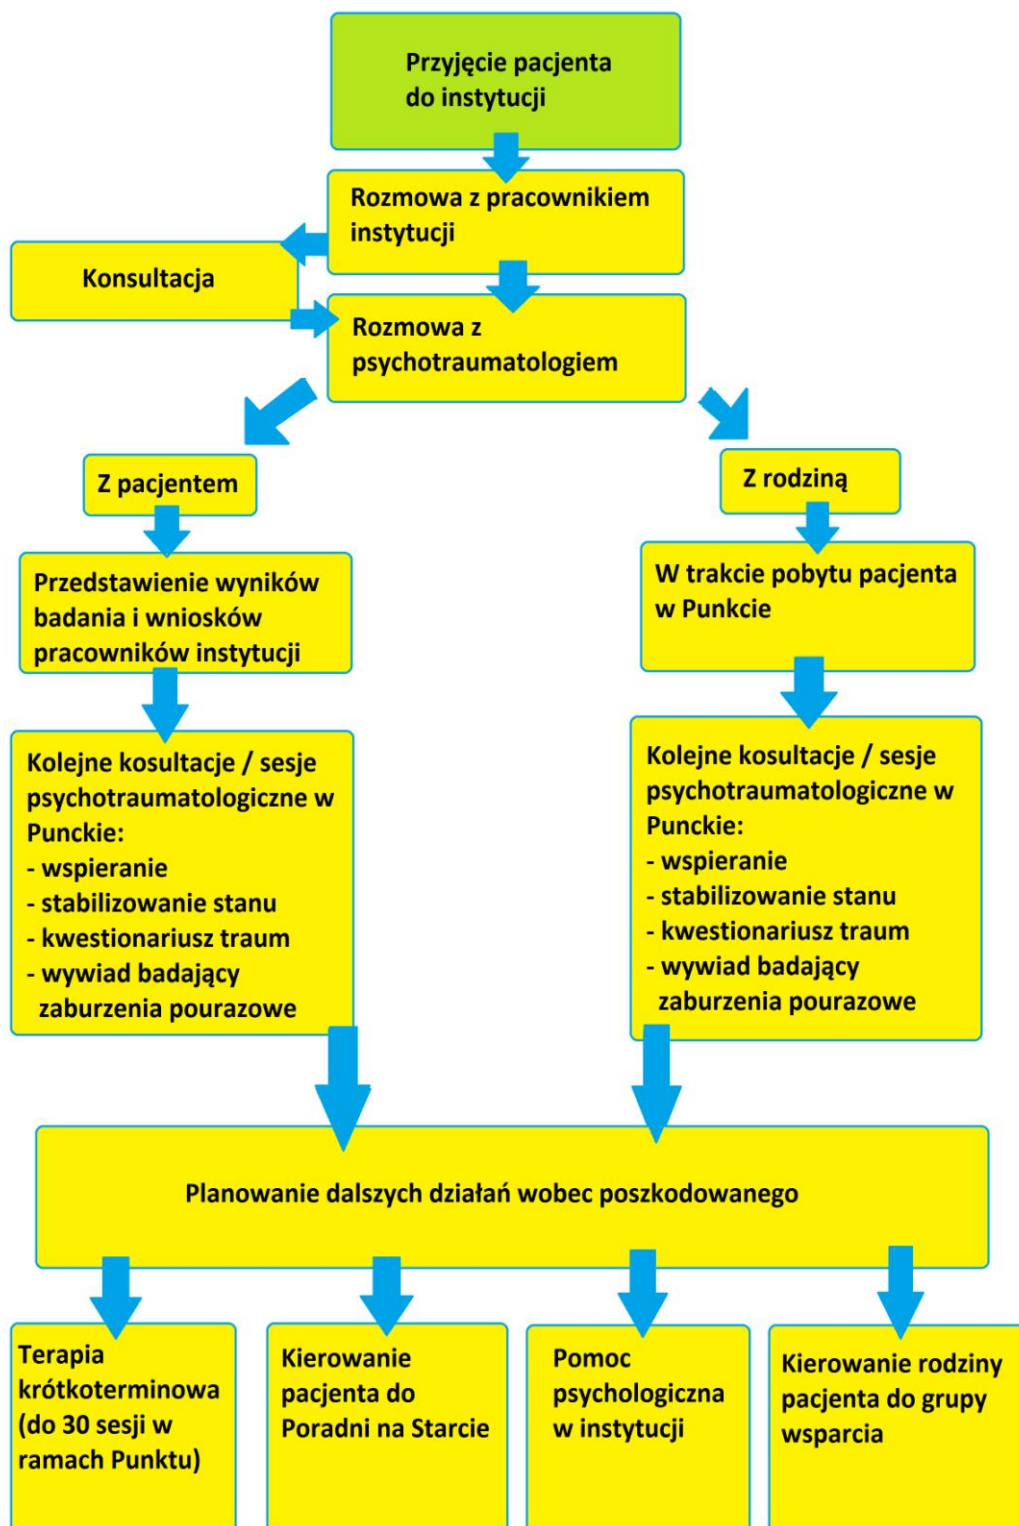 Przyjęcie pacjenta
do instytucji
Rozmowa z pracownikiem
instytucji
Konsultacja
Rozmowa z
psychotraumatologiem
Z pacjentem
Z rodziną
Przedstawienie wyników
badania i wniosków
pracowników instytucji
W trakcie pobytu pacjenta
w Punkcie
Kolejne kosultacje / sesje
psychotraumatologiczne w
Punckie:
- wspieranie
- stabilizowanie stanu
- kwestionariusz traum
- wywiad badający
zaburzenia pourazowe
Kolejne kosultacje / sesje
psychotraumatologiczne w
Punckie:
- wspieranie
- stabilizowanie stanu
- kwestionariusz traum
- wywiad badający
zaburzenia pourazowe
Planowanie dalszych działań wobec poszkodowanego
Terapia
krótkoterminowa
(do 30 sesji w
ramach Punktu)
Kierowanie
pacjenta do
Poradni na Starcie
Pomoc
psychologiczna
w instytucji
Kierowanie rodziny
pacjenta do grupy
wsparcia